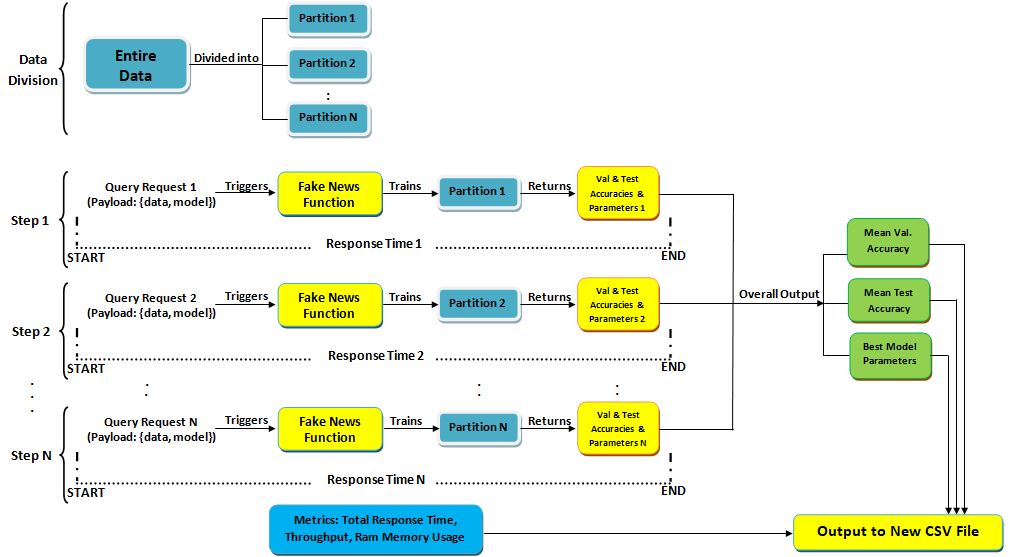 Data
Division
Entire
Data
Divided into
Partition 1
Partition 2
:
Partition N
Step 1
Query Request 1
(Payload: {data, model})
Triggers
Fake News
Function
Trains
Partition 1
Returns
Val & Test
Accuracies &
Parameters 1
Response Time 1
START
END
Step 2
Query Request 2
(Payload: {data, model})
Triggers
Fake News
Function
Trains
Partition 2
Returns
Val & Test
Accuracies &
Parameters 2
Response Time 2
START
END
Step N
Query Request N
(Payload: {data, model})
Triggers
Fake News
Function
Trains
Partition N
Returns
Val & Test
Accuracies &
Parameters N
Response Time N
START
END
Overall Output
Mean Val.
Accuracy
Mean Test
Accuracy
Best Model
Parameters
Metrics: Total Response Time,
Throughput, Ram Memory Usage
Output to New CSV File